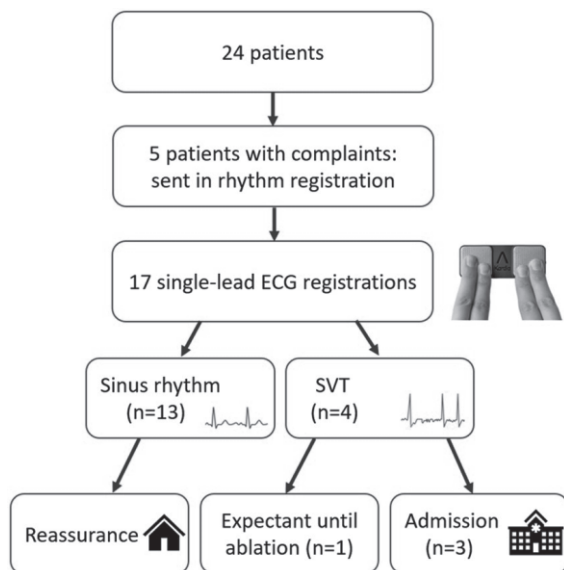 24 patients
5 patients with complaints:
sent in rhythm registration
17 single-lead ECG registrations
Sinus rhythm
(n=13)
SVT
(n=4)
Reassurance
Expectant until
ablation (n=1)
Admission
(n=3)